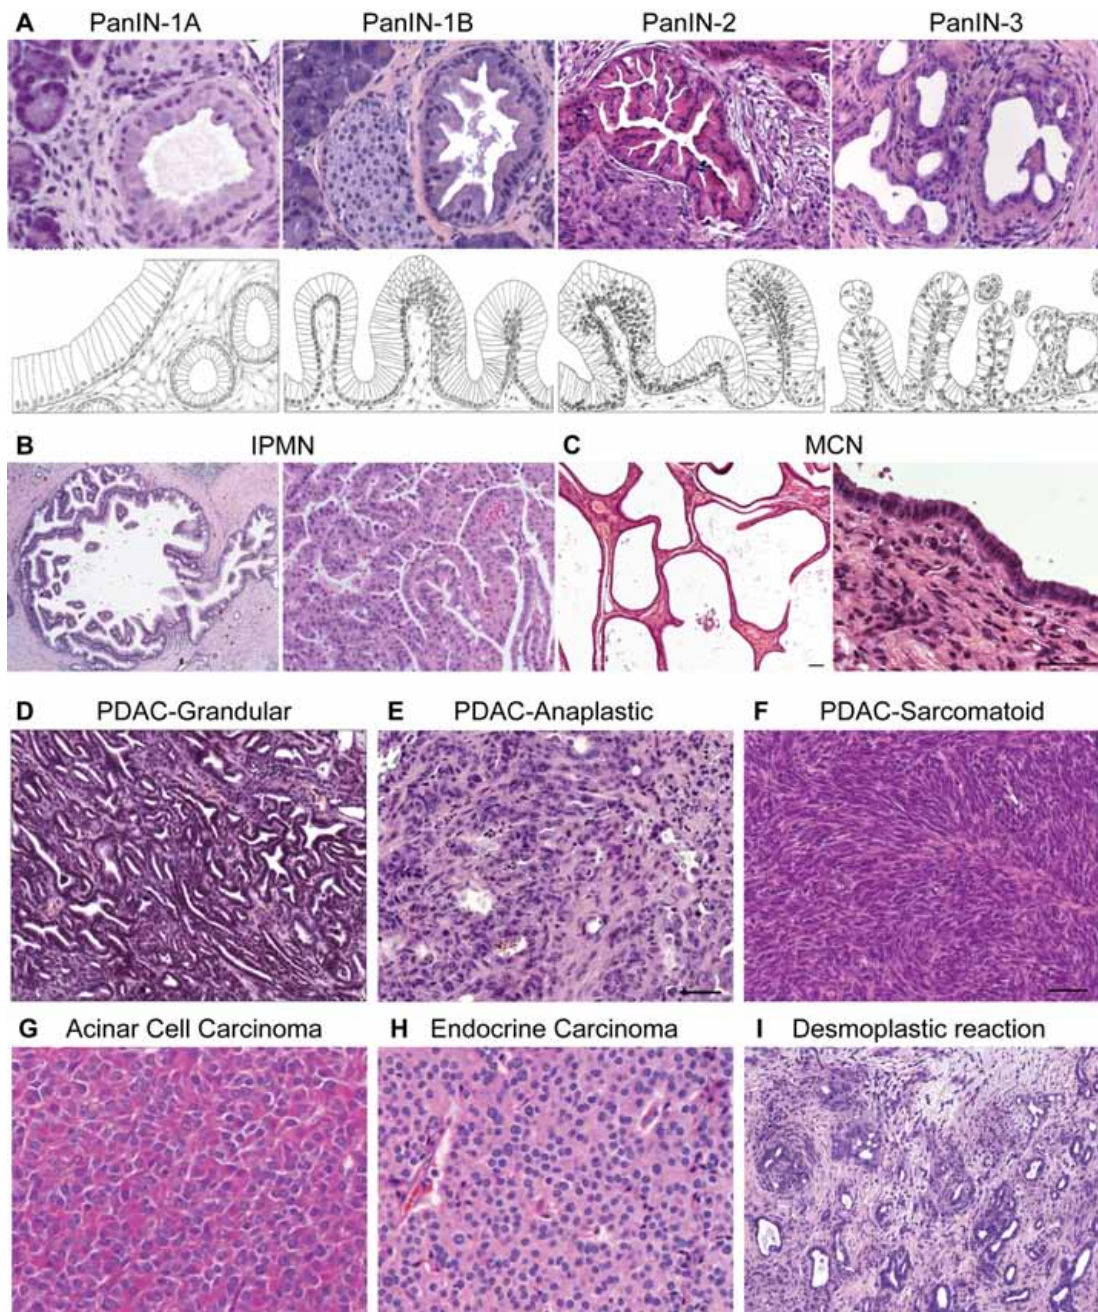 A PanIN-1A PanIN-1B PanIN-2 PanIN-3
B IPMN C MCN
D PDAC-Grandular E PDAC-Anaplastic F PDAC-Sarcomatoid
G Acinar Cell Carcinoma H Endocrine Carcinoma I Desmoplastic reaction